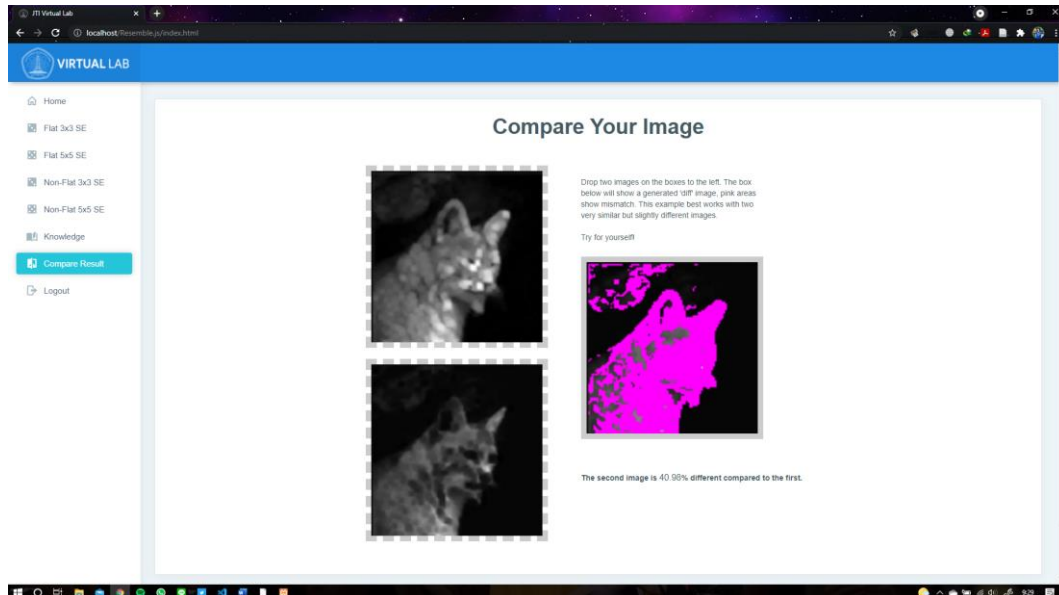 JTI Virtual Lab
localhost/Resemble.js/index.html
VIRTUAL LAB
Home
Flat 3x3 SE
Flat 5x5 SE
Non-Flat 3x3 SE
Non-Flat 5x5 SE
Knowledge
Compare Result
Logout
Compare Your Image
Drop two images on the boxes to the left. The box
below will show a generated 'diff' image, pink areas
show mismatch. This example best works with two
very similar but slightly different images.
Try for yourself!
The second image is 40.98% different compared to the first.
9:29